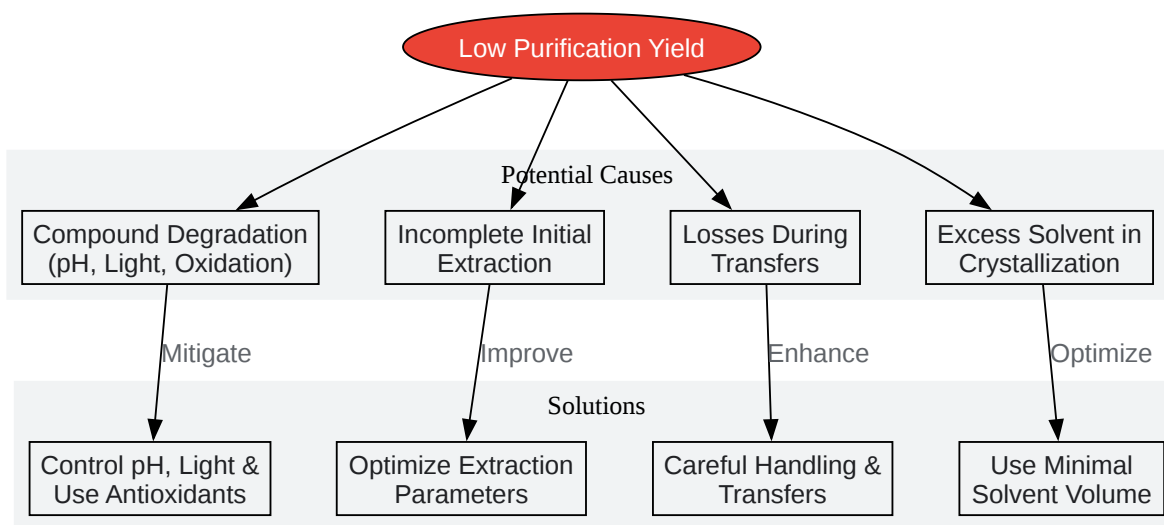 Low Purification Yield
Potential Causes
Compound Degradation
(pH, Light, Oxidation)
Incomplete Initial
Extraction
Losses During
Transfers
Excess Solvent in
Crystallization
Mitigate
Improve
Enhance
Optimize
Solutions
Control pH, Light &
Use Antioxidants
Optimize Extraction
Parameters
Careful Handling &
Transfers
Use Minimal
Solvent Volume